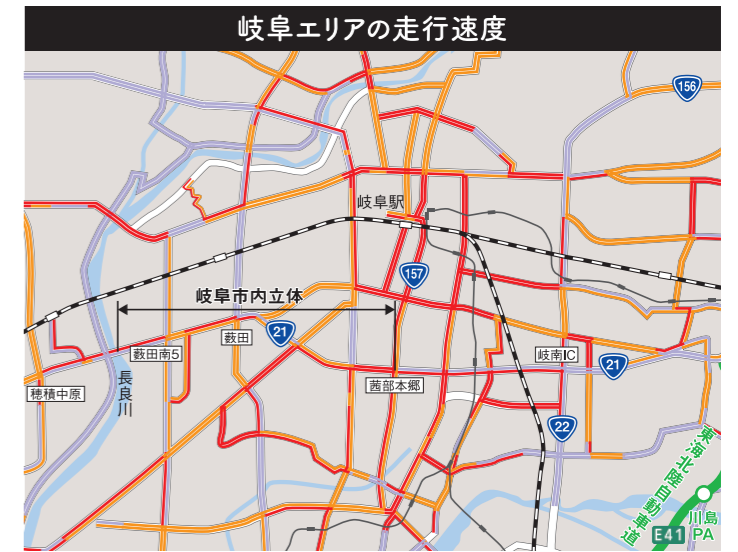 岐阜エリアの走行速度
156
岐阜駅
157
岐阜市内立体
21
藪田
藪田南5
岐南IC
21
穂積中原
長良川
茜部本郷
22
東海北陸自動車道
川島
PA
E41